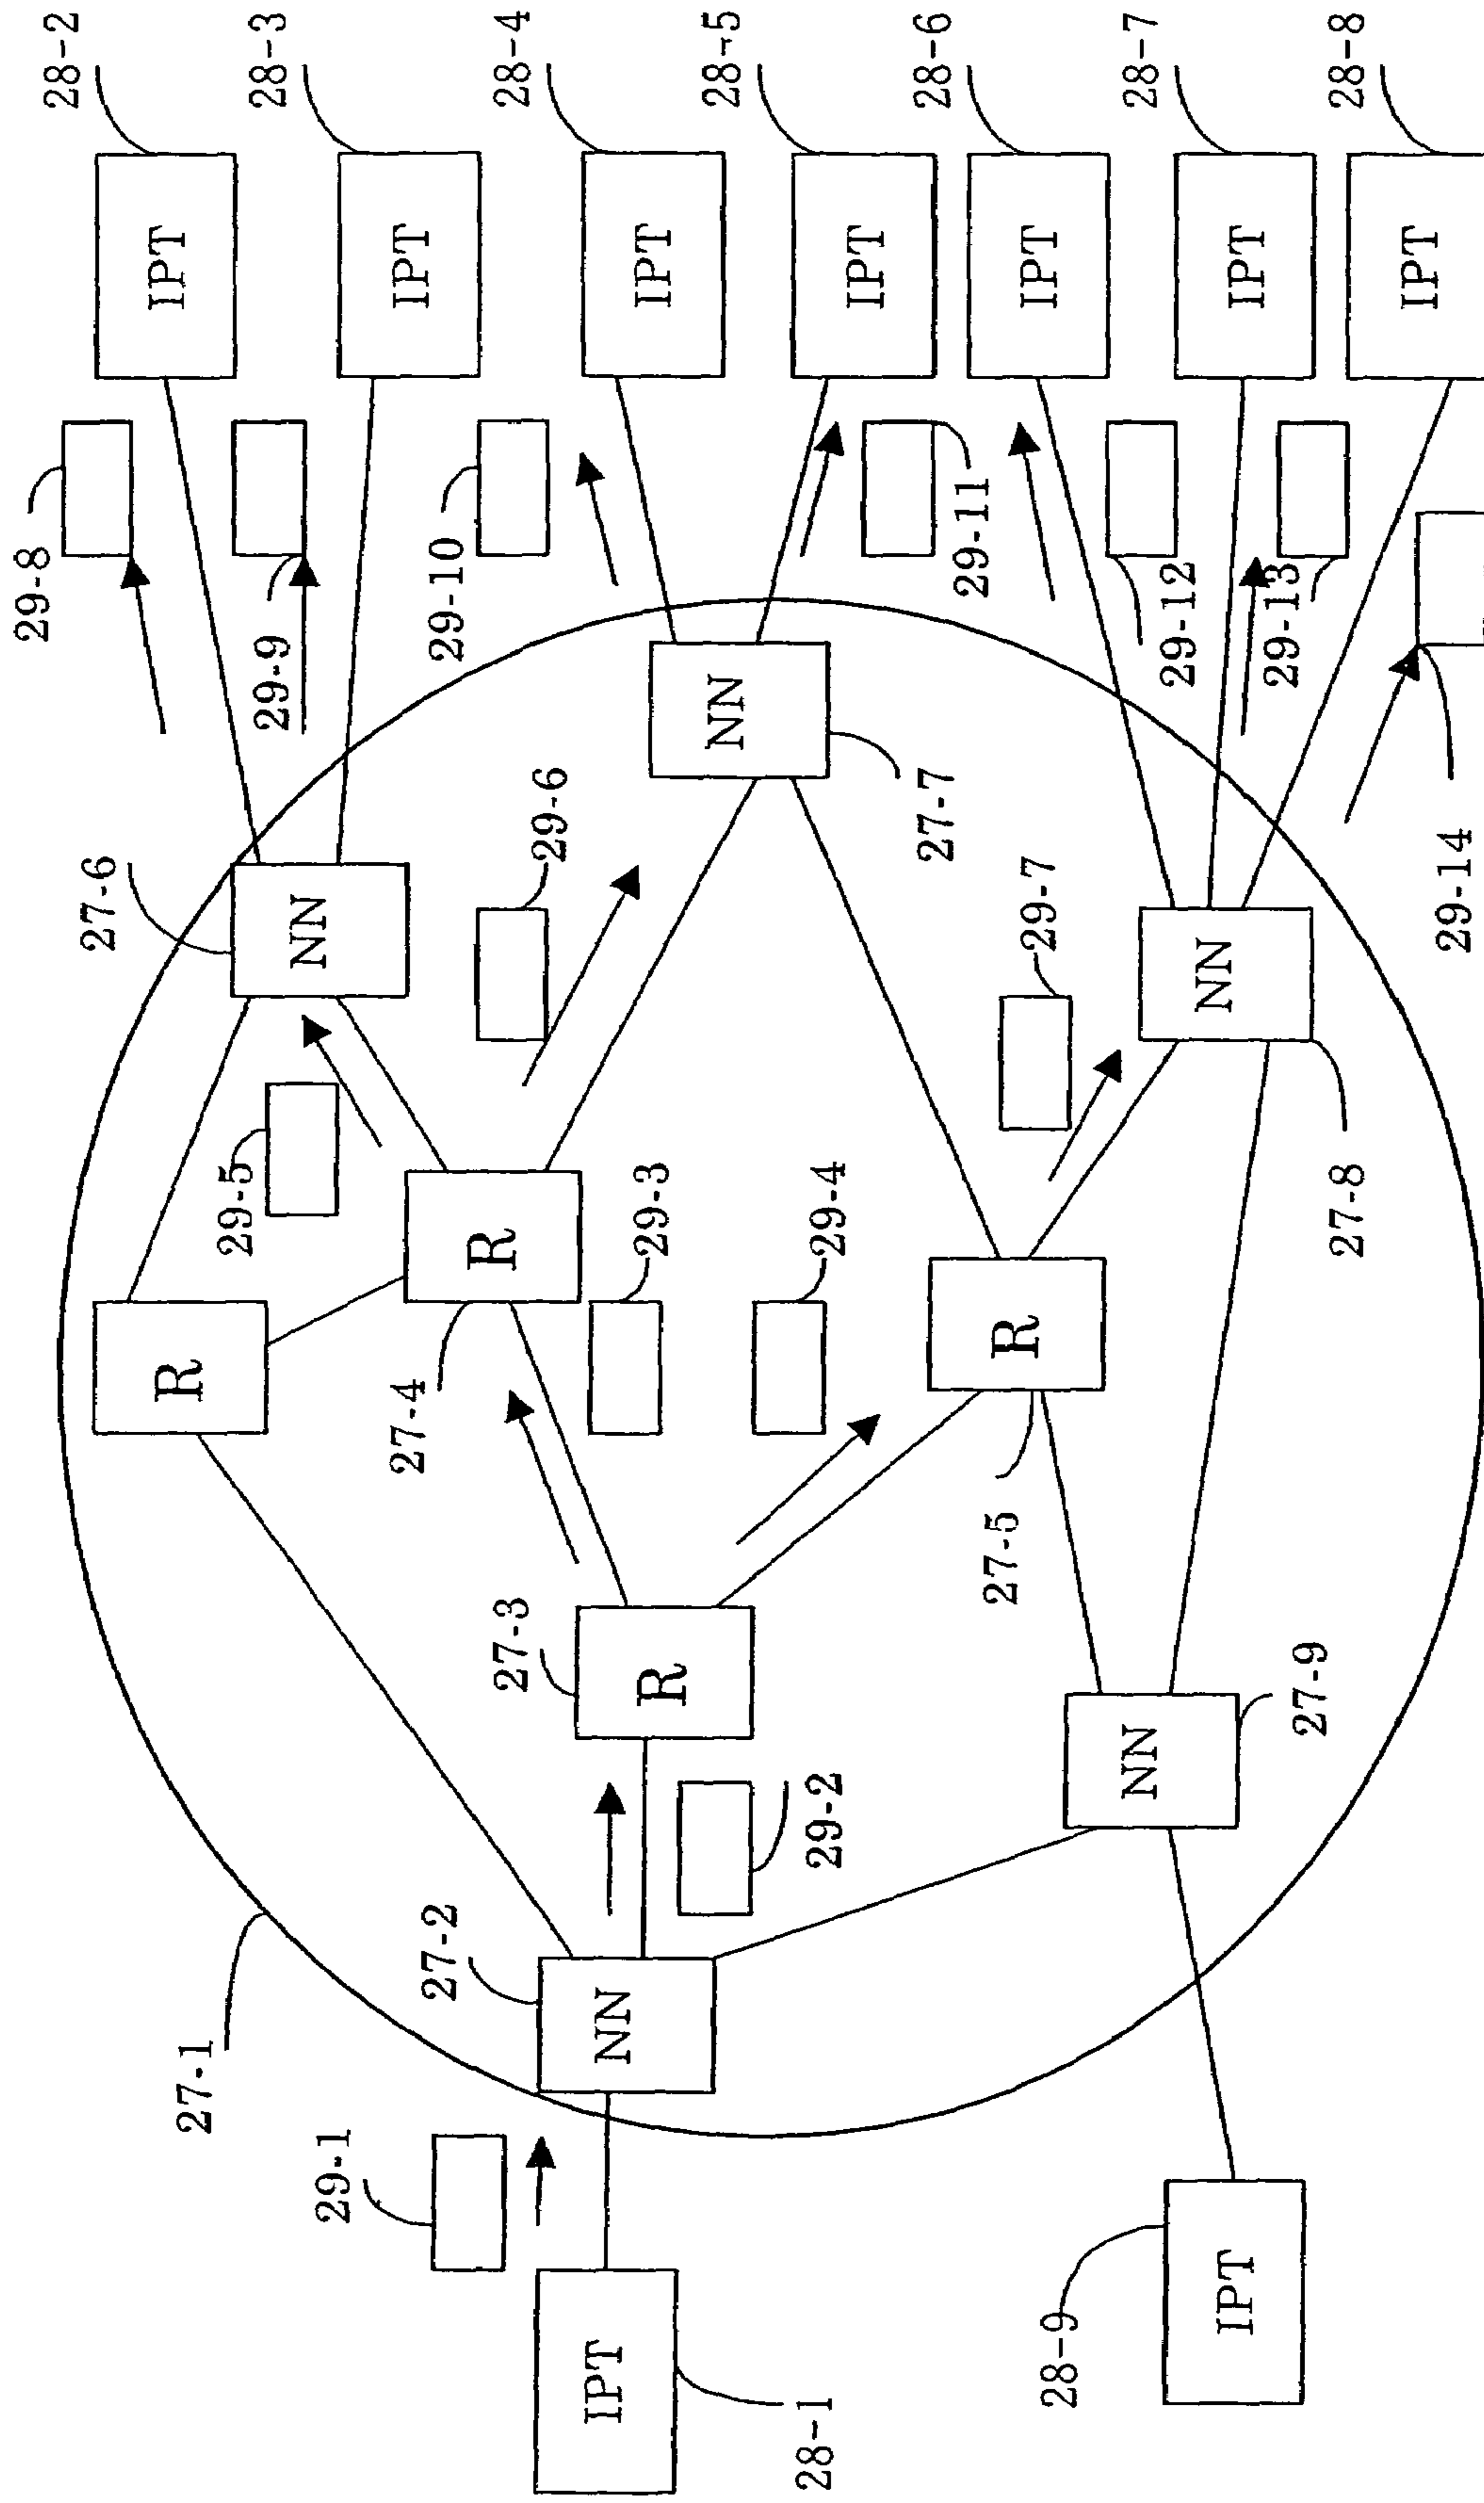 28-2
28-3
28-4
28-5
28-6
28-7
28-8
IPT
IPT
IPT
IPT
IPT
IPT
IPT
29-8
29-9
29-10
29-11
29-12
29-13
29-14
NN
27-6
29-6
NN
27-7
29-7
NN
27-8
29-5
R
R
27-4
29-3
29-4
R
27-5
27-3
R
NN
27-9
29-2
27-2
NN
27-1
29-1
IPT
28-1
28-9
IPT